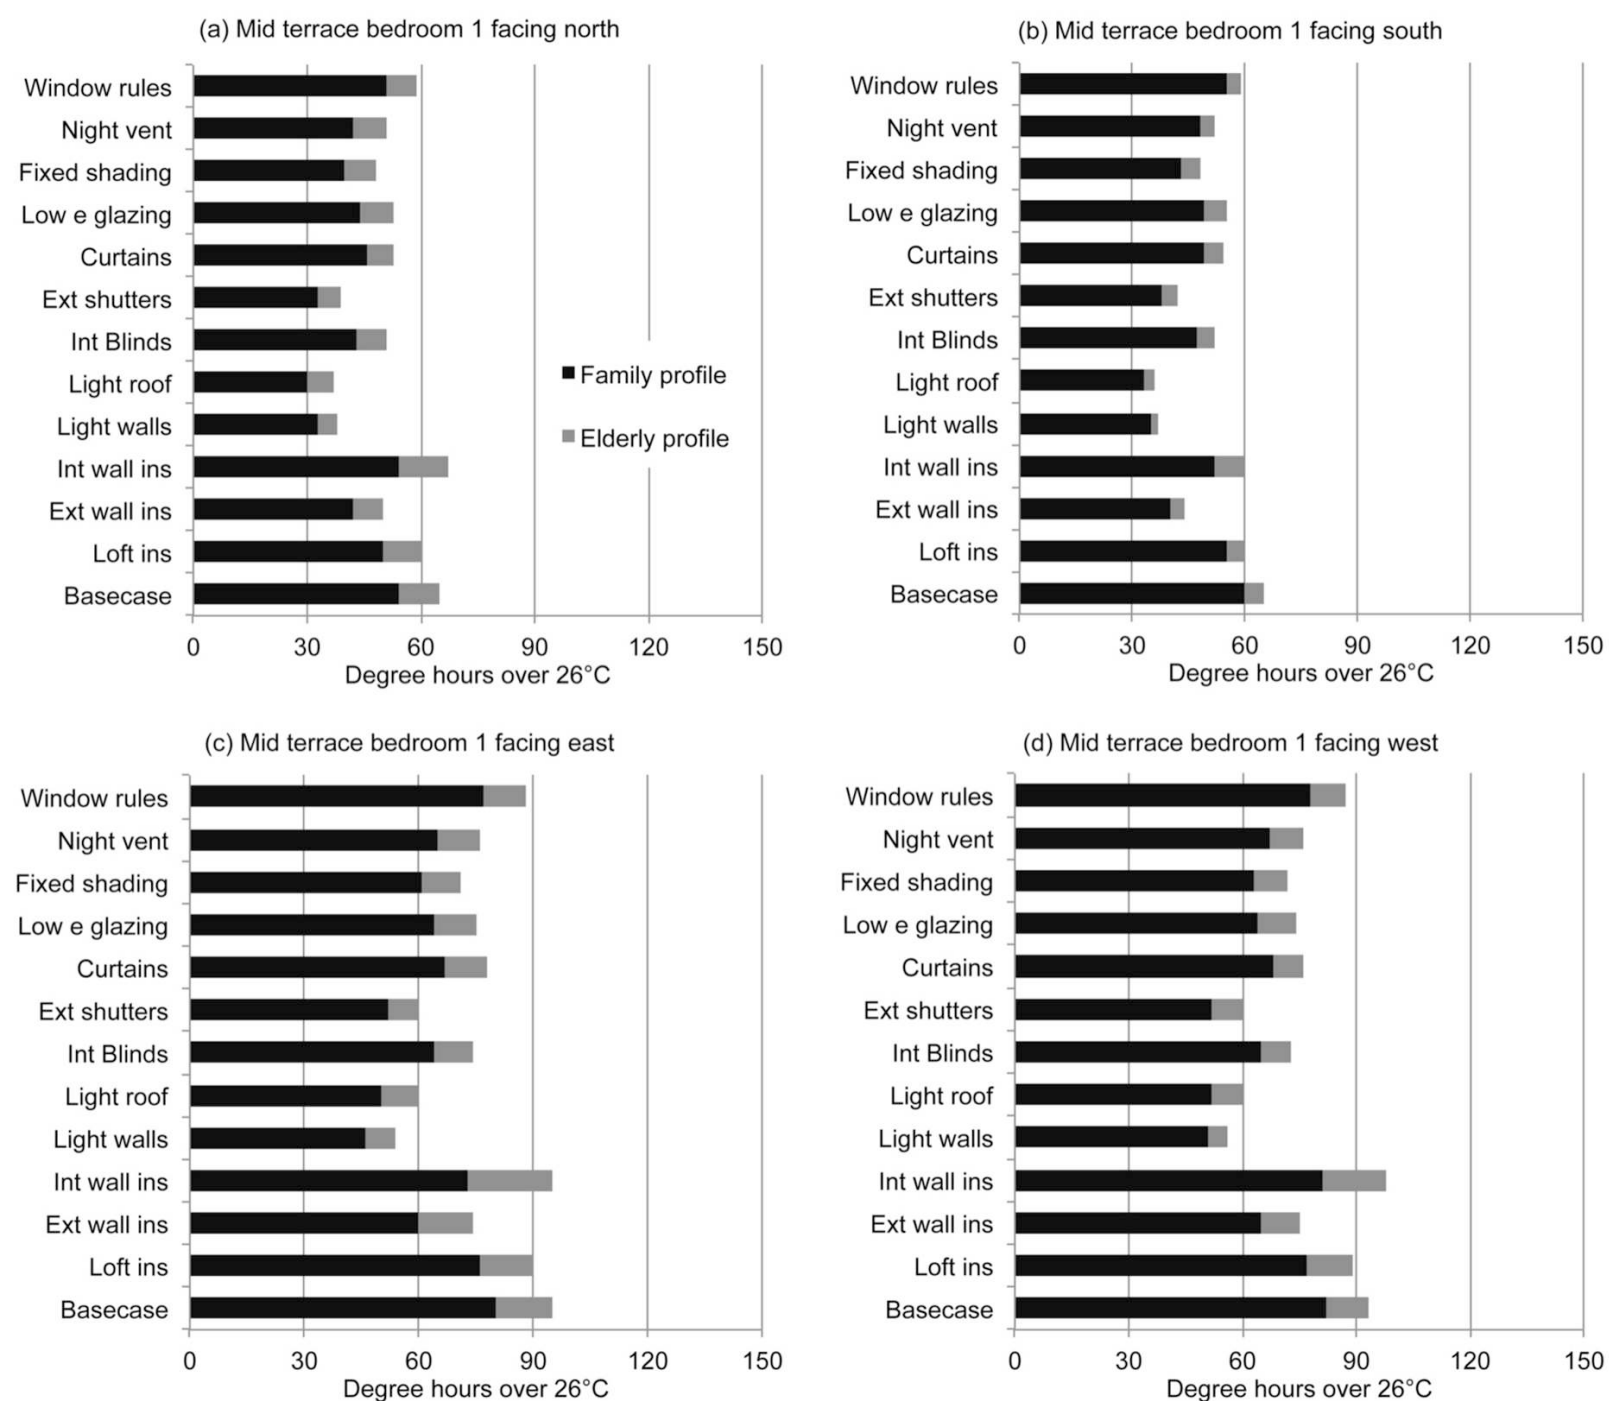 (a) Mid terrace bedroom 1 facing north
Window rules
Night vent
Fixed shading
Low e glazing
Curtains
Ext shutters
Int Blinds
Light roof
Light walls
Int wall ins
Ext wall ins
Loft ins
Basecase
Family profile
Elderly profile
0 30 60 90 120 150
Degree hours over 26°C
(b) Mid terrace bedroom 1 facing south
Window rules
Night vent
Fixed shading
Low e glazing
Curtains
Ext shutters
Int Blinds
Light roof
Light walls
Int wall ins
Ext wall ins
Loft ins
Basecase
0 30 60 90 120 150
Degree hours over 26°C
(c) Mid terrace bedroom 1 facing east
Window rules
Night vent
Fixed shading
Low e glazing
Curtains
Ext shutters
Int Blinds
Light roof
Light walls
Int wall ins
Ext wall ins
Loft ins
Basecase
0 30 60 90 120 150
Degree hours over 26°C
(d) Mid terrace bedroom 1 facing west
Window rules
Night vent
Fixed shading
Low e glazing
Curtains
Ext shutters
Int Blinds
Light roof
Light walls
Int wall ins
Ext wall ins
Loft ins
Basecase
0 30 60 90 120 150
Degree hours over 26°C